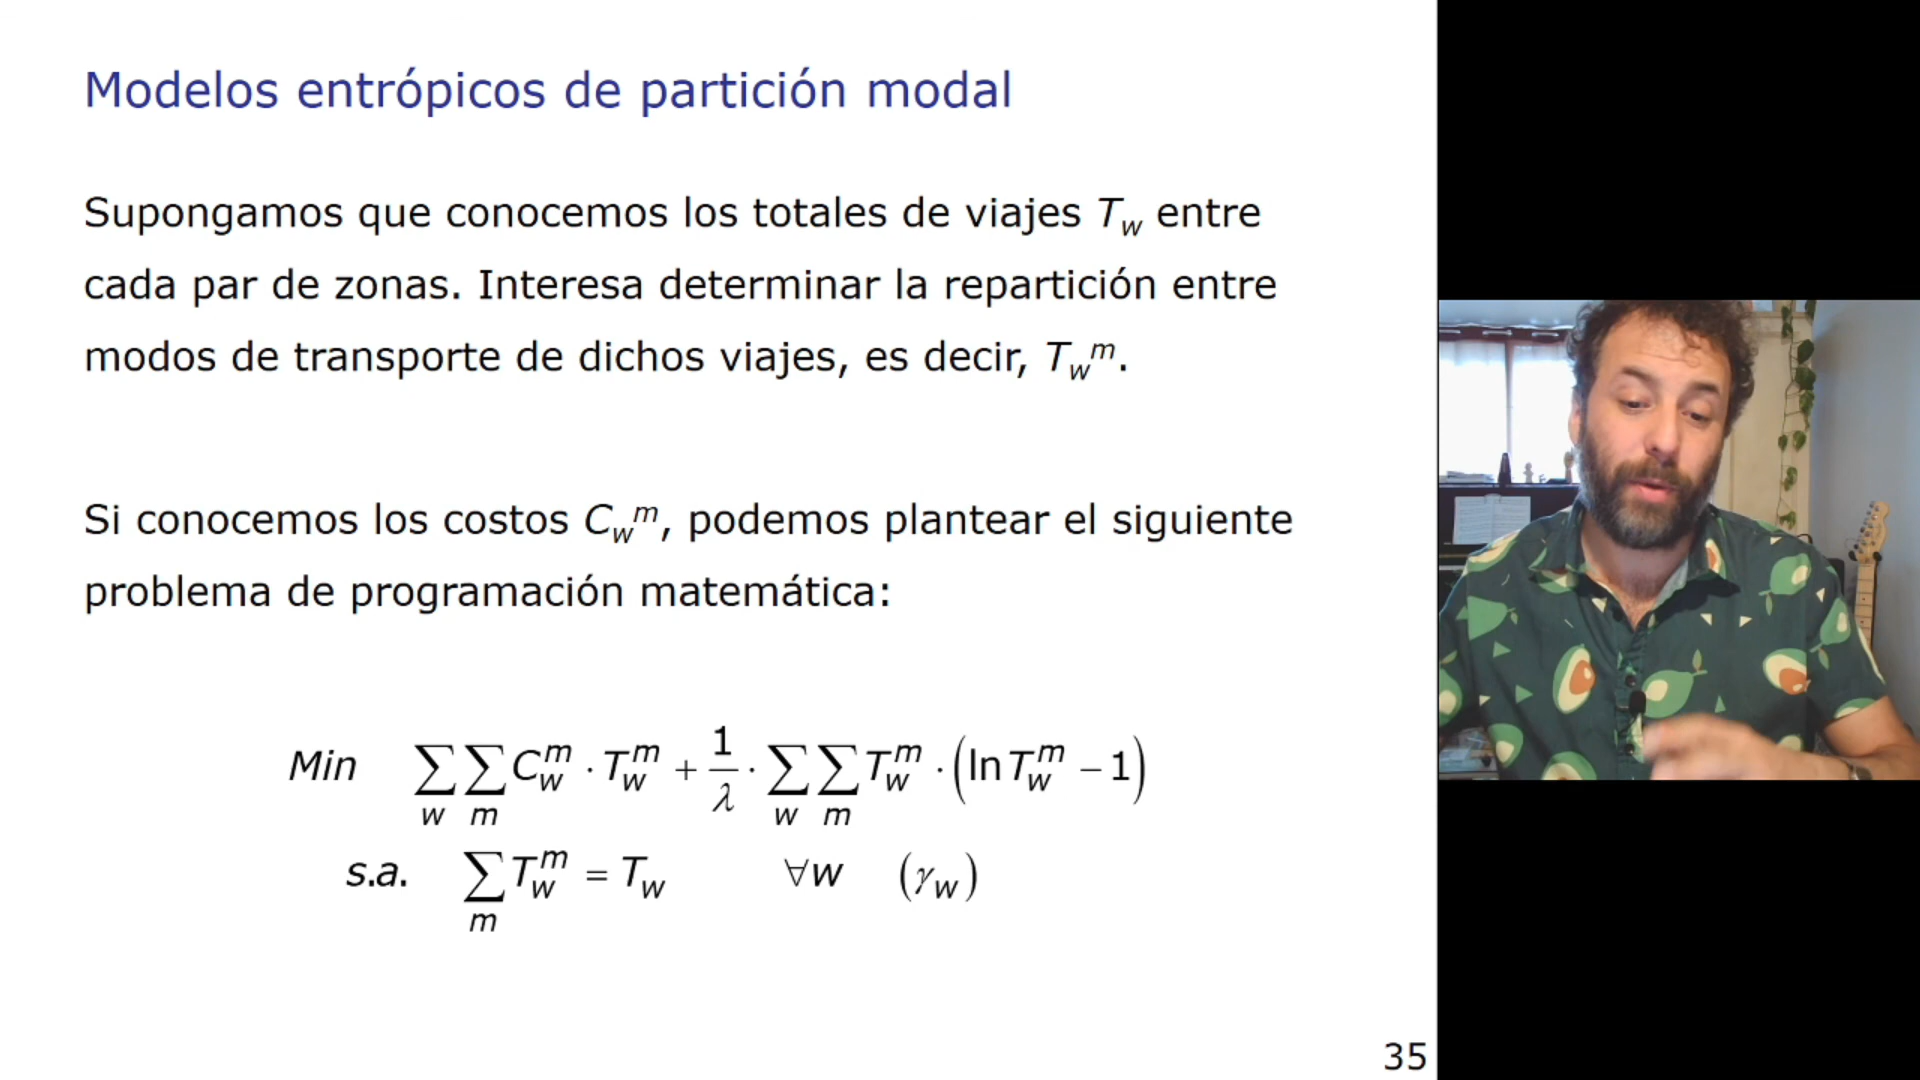 Modelos entrópicos de partición modal
Supongamos que conocemos los totales de viajes T_w entre
cada par de zonas. Interesa determinar la repartición entre
modos de transporte de dichos viajes, es decir, T_w^m.
Si conocemos los costos C_w^m, podemos plantear el siguiente
problema de programación matemática:
Min ∑_w ∑_m C_w^m · T_w^m + 1/λ · ∑_w ∑_m T_w^m · (ln T_w^m − 1)
s.a. ∑_m T_w^m = T_w ∀w (γ_w)
35